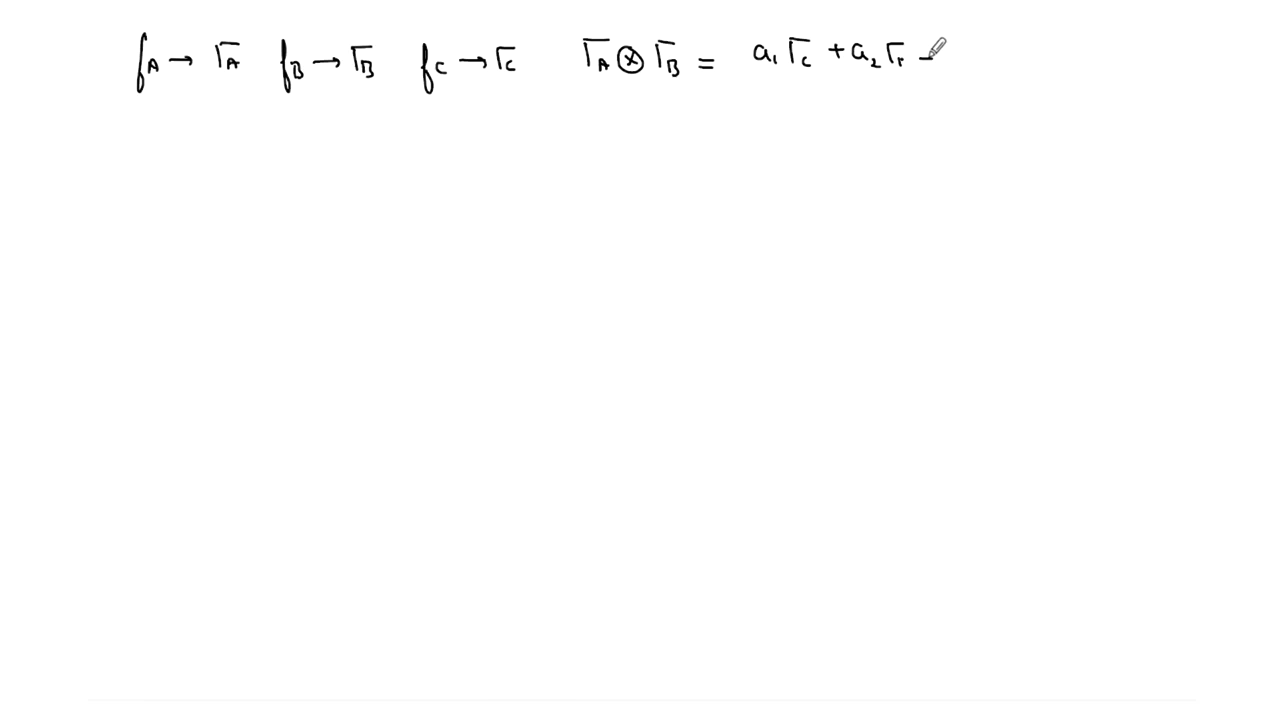 f_A → Γ_A f_B → Γ_B f_C → Γ_C Γ_A ⊗ Γ_B = a_1 Γ_C + a_2 Γ_r